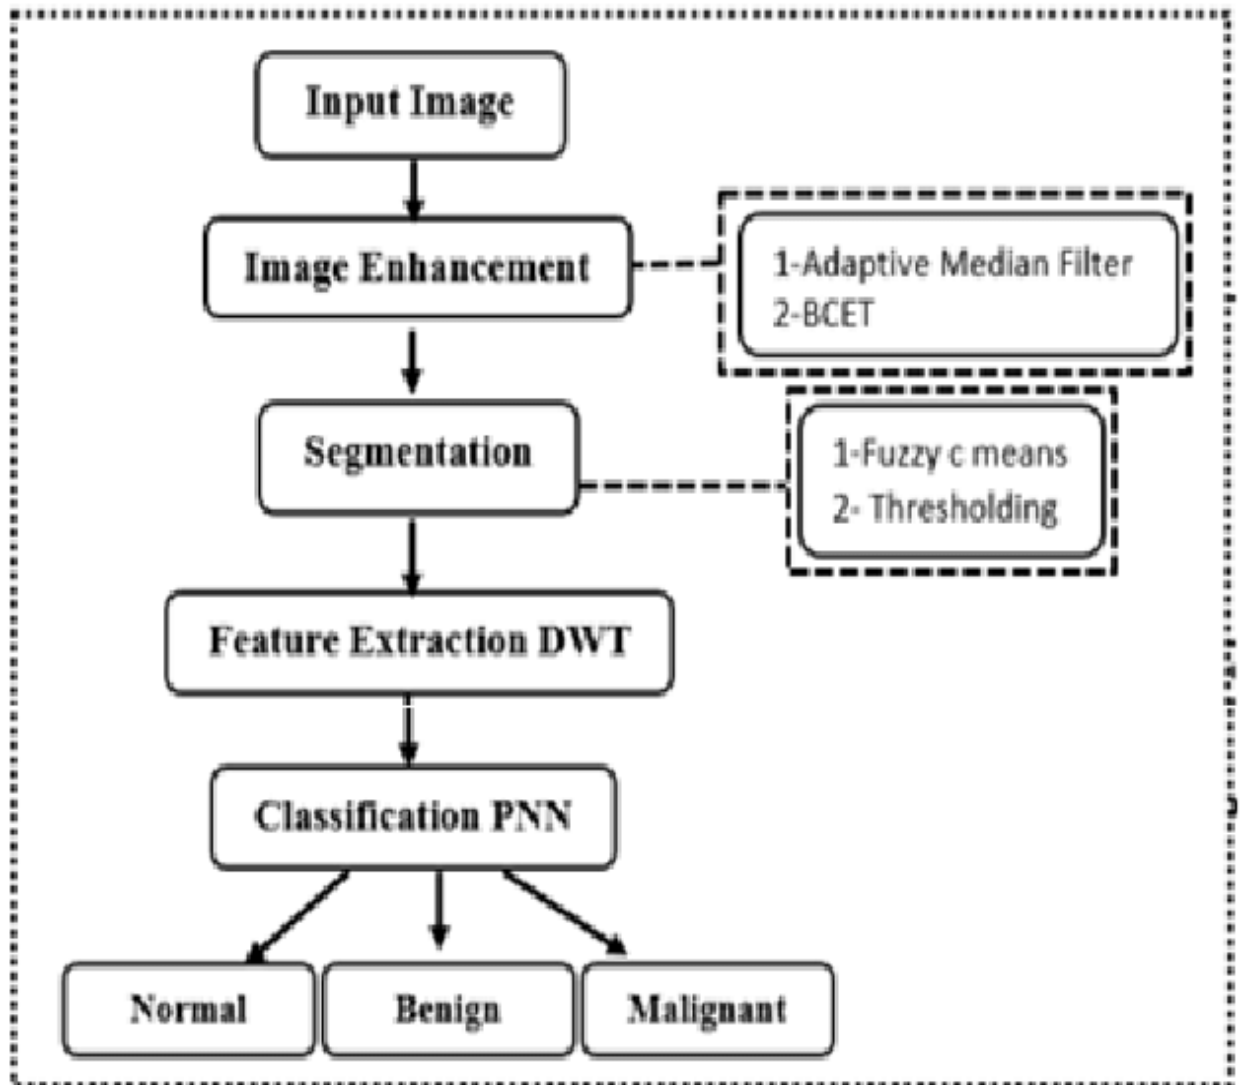 Input Image
Image Enhancement
1-Adaptive Median Filter
2-BCET
Segmentation
1-Fuzzy c means
2- Thresholding
Feature Extraction DWT
Classification PNN
Normal
Benign
Malignant